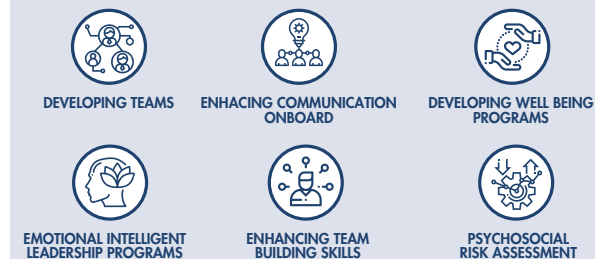 DEVELOPING TEAMS
ENHACING COMMUNICATION
ONBOARD
DEVELOPING WELL BEING
PROGRAMS
EMOTIONAL INTELLIGENT
LEADERSHIP PROGRAMS
ENHANCING TEAM
BUILDING SKILLS
PSYCHOSOCIAL
RISK ASSESSMENT